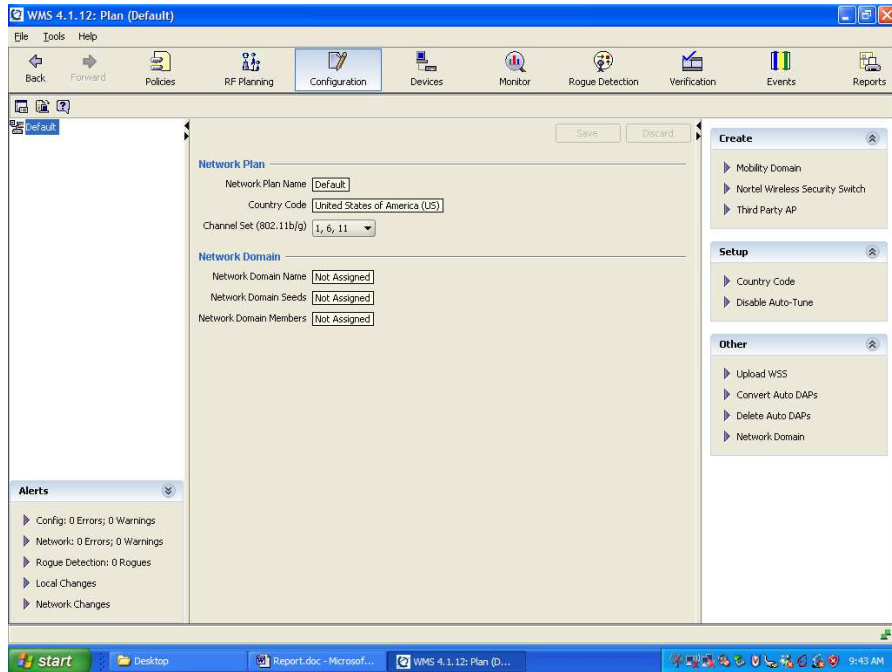 WMS 4.1.12: Plan (Default)
File Tools Help
Back Forward Policies RF Planning Configuration Devices Monitor Rogue Detection Verification Events Reports
Default
Save Discard
Network Plan
Network Plan Name Default
Country Code United States of America (US)
Channel Set (802.11b/g) 1, 6, 11
Network Domain
Network Domain Name Not Assigned
Network Domain Seeds Not Assigned
Network Domain Members Not Assigned
Create
Mobility Domain
Nortel Wireless Security Switch
Third Party AP
Setup
Country Code
Disable Auto-Tune
Other
Upload WSS
Convert Auto DAPs
Delete Auto DAPs
Network Domain
Alerts
Config: 0 Errors; 0 Warnings
Network: 0 Errors; 0 Warnings
Rogue Detection: 0 Rogues
Local Changes
Network Changes
start Desktop Report.doc - Microsof... WMS 4.1.12: Plan (D... 9:43 AM